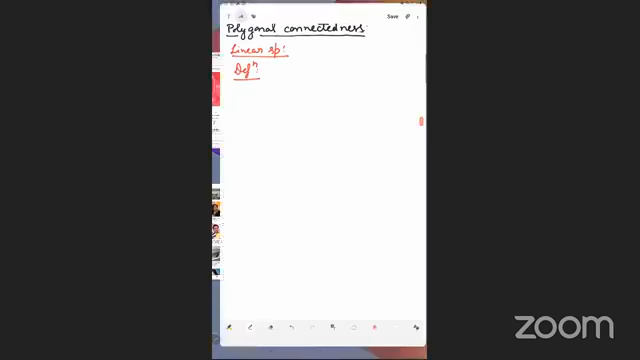 Save
Polygonal connectedness:
Linear sp:
Defⁿ:
zoom